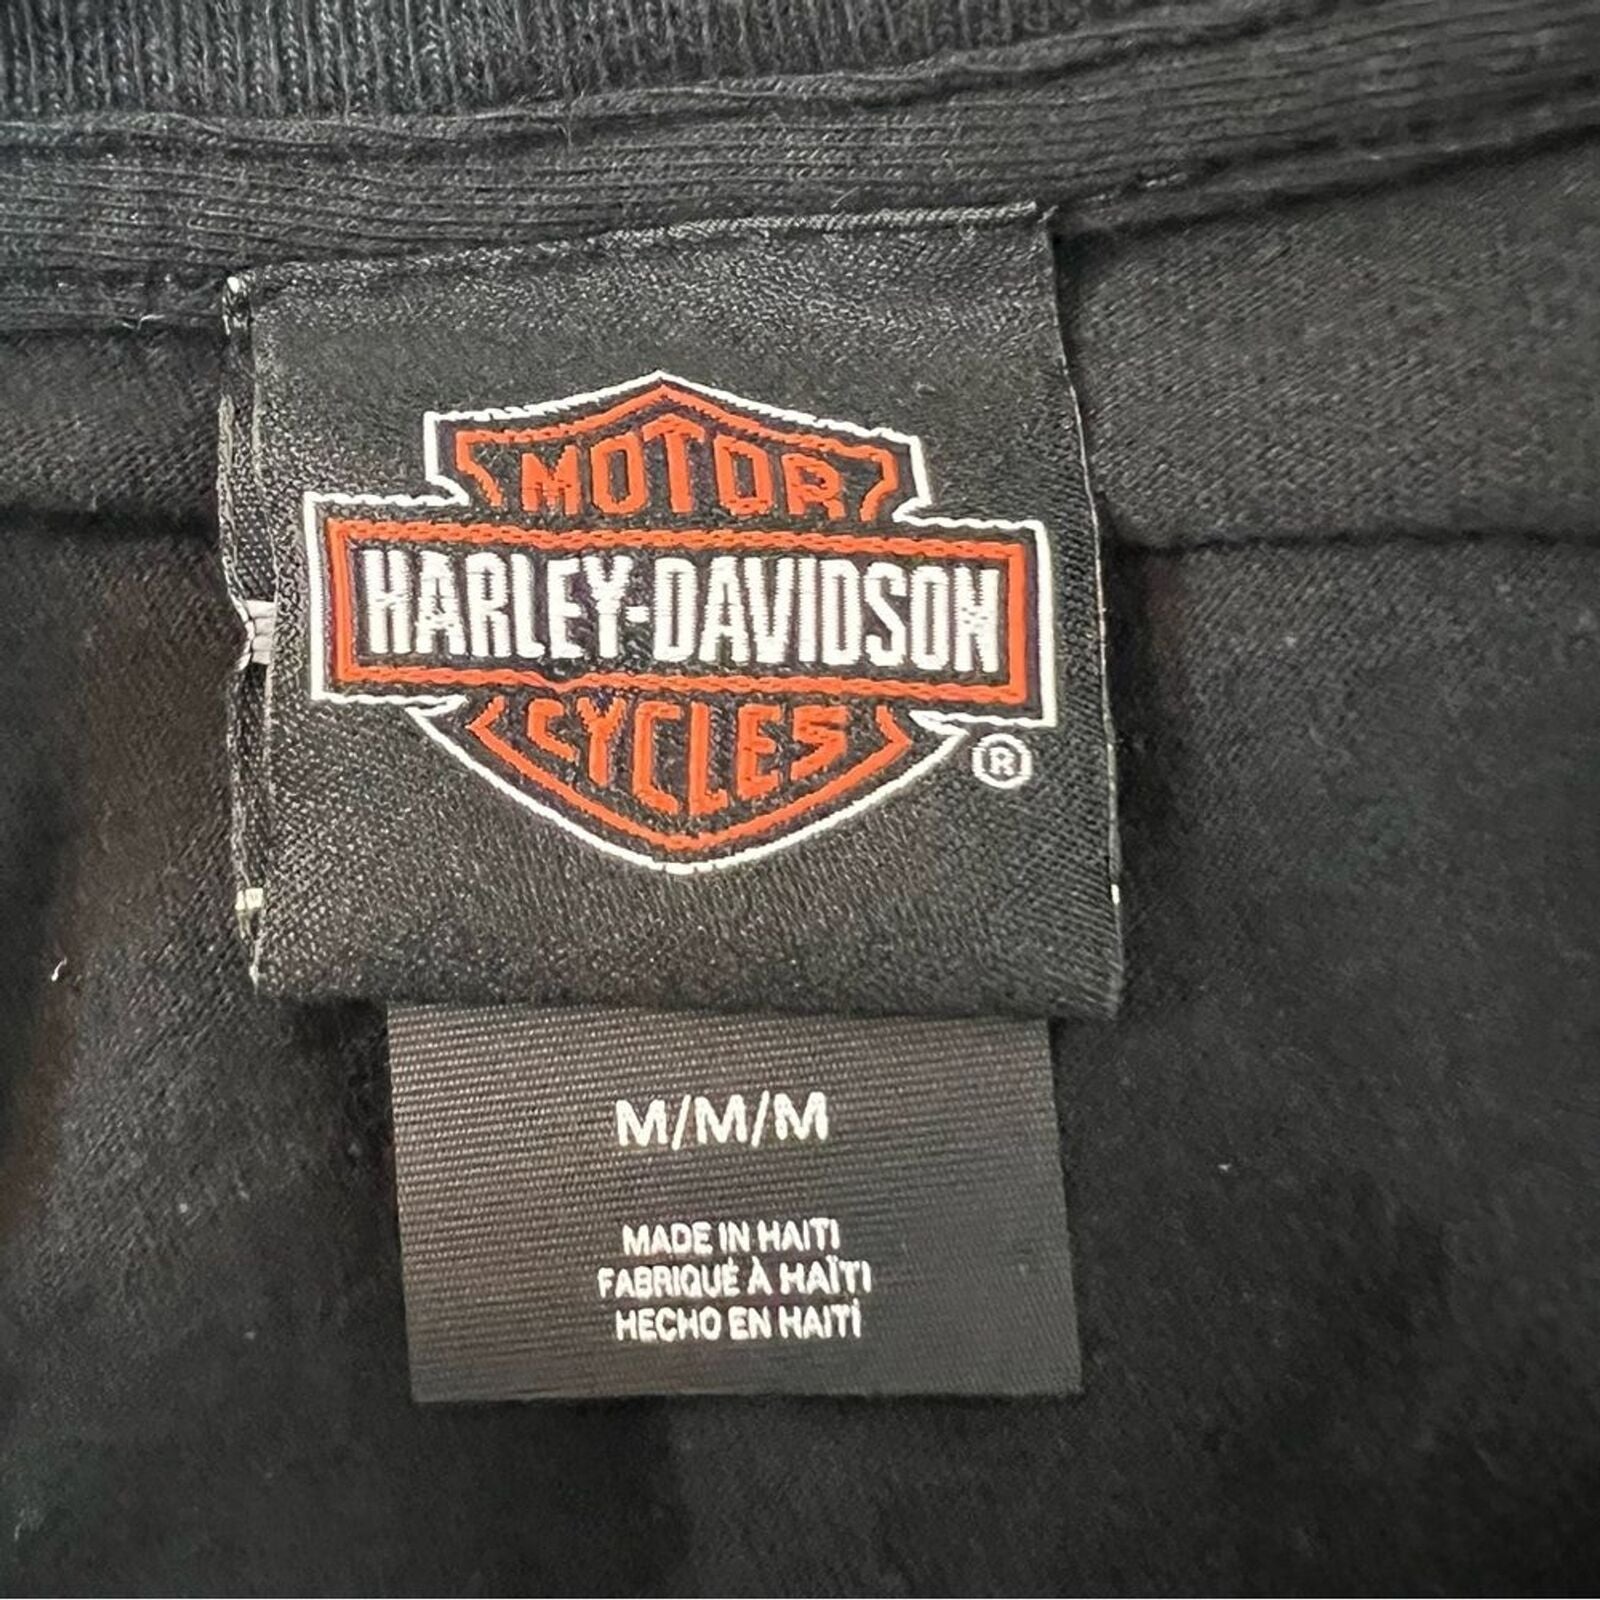 MOTOR
HARLEY-DAVIDSON
CYCLES
®
M/M/M
MADE IN HAITI
FABRIQUÉ À HAÏTI
HECHO EN HAITÍ